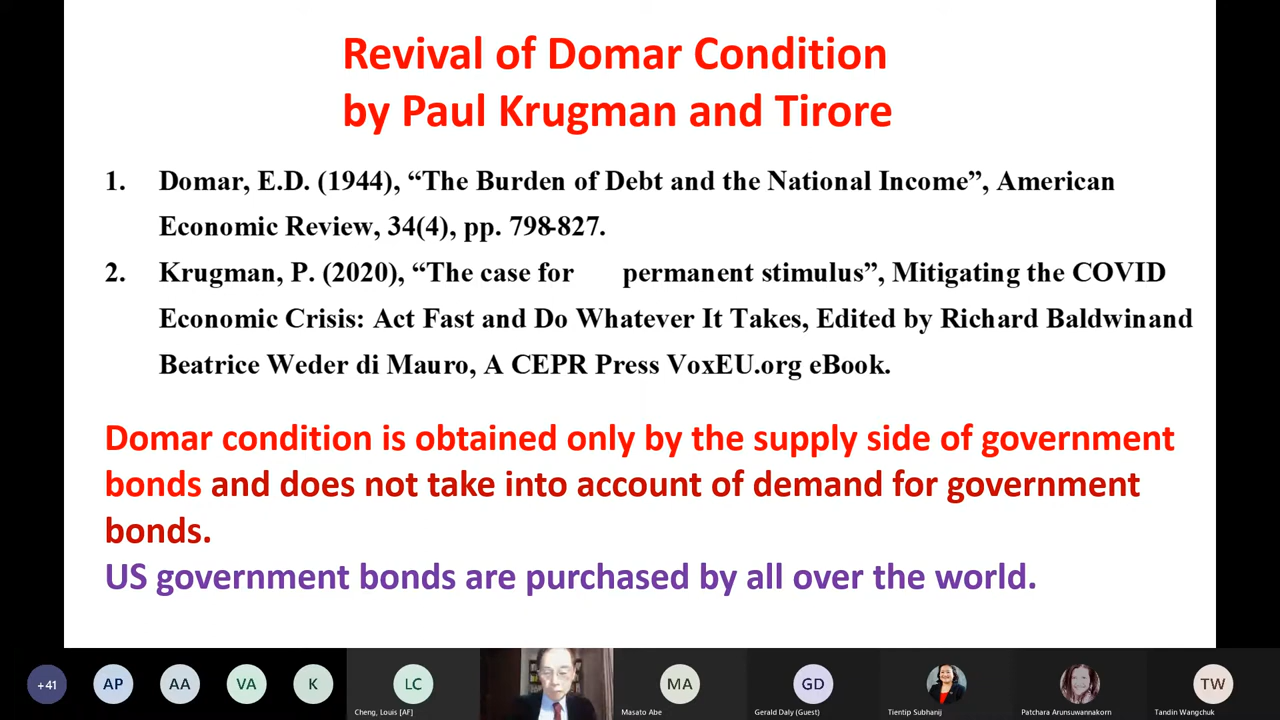 Revival of Domar Condition
by Paul Krugman and Tirore
1. Domar, E.D. (1944), “The Burden of Debt and the National Income”, American
Economic Review, 34(4), pp. 798-827.
2. Krugman, P. (2020), “The case for permanent stimulus”, Mitigating the COVID
Economic Crisis: Act Fast and Do Whatever It Takes, Edited by Richard Baldwinand
Beatrice Weder di Mauro, A CEPR Press VoxEU.org eBook.
Domar condition is obtained only by the supply side of government
bonds and does not take into account of demand for government
bonds.
US government bonds are purchased by all over the world.
+41 AP AA VA K LC MA GD TW
Cheng, Louis [AF] Masato Abe Gerald Daly (Guest) Tientip Subhanij Patchara Arunsuwannakorn Tandin Wangchuk